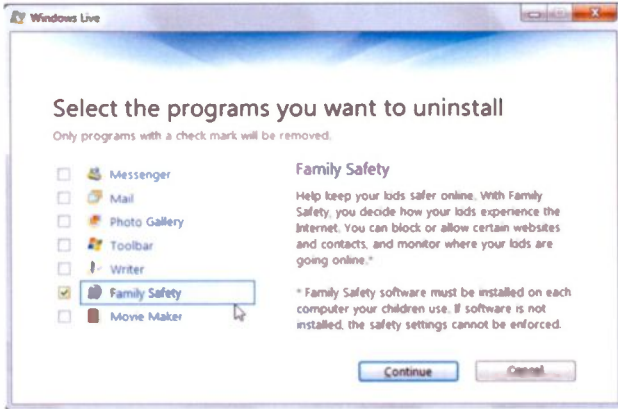 Windows Live
Select the programs you want to uninstall
Only programs with a check mark will be removed.
Messenger
Mail
Photo Gallery
Toolbar
Writer
Family Safety
Movie Maker
Family Safety
Help keep your kids safer online. With Family
Safety, you decide how your kids experience the
Internet. You can block or allow certain websites
and contacts, and monitor where your kids are
going online.*
* Family Safety software must be installed on each
computer your children use. If software is not
installed, the safety settings cannot be enforced.
Continue
Cancel